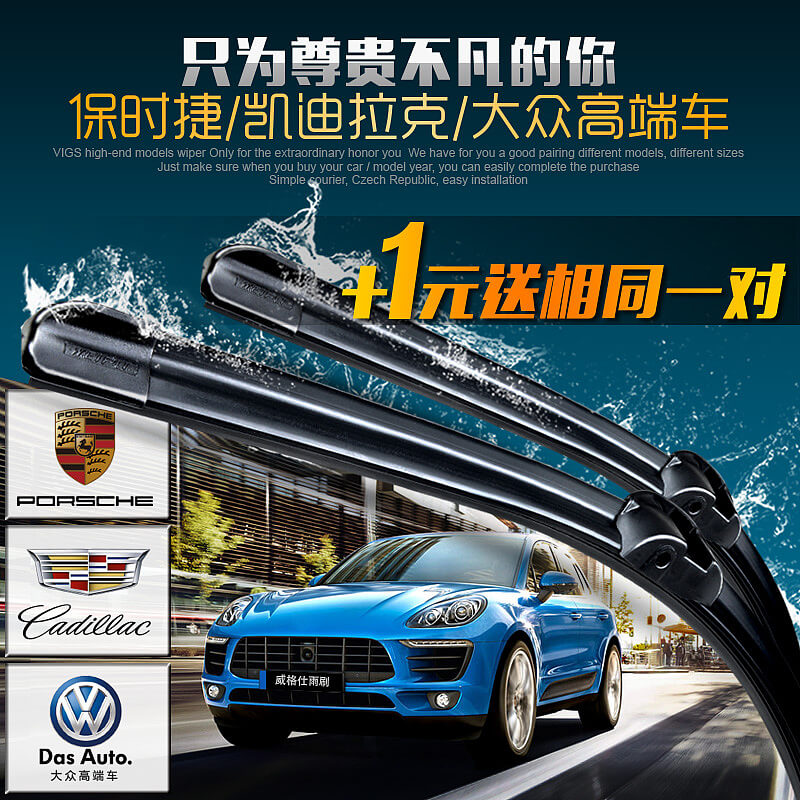 只为尊贵不凡的你
保时捷/凯迪拉克/大众高端车
VIGS high-end models wiper Only for the extraordinary honor you We have for you a good pairing different models, different sizes
Just make sure when you buy your car / model year, you can easily complete the purchase
Simple courier, Czech Republic, easy installation
+1元送相同一对
PORSCHE
PORSCHE
Cadillac
威格仕雨刷
Das Auto.
大众高端车